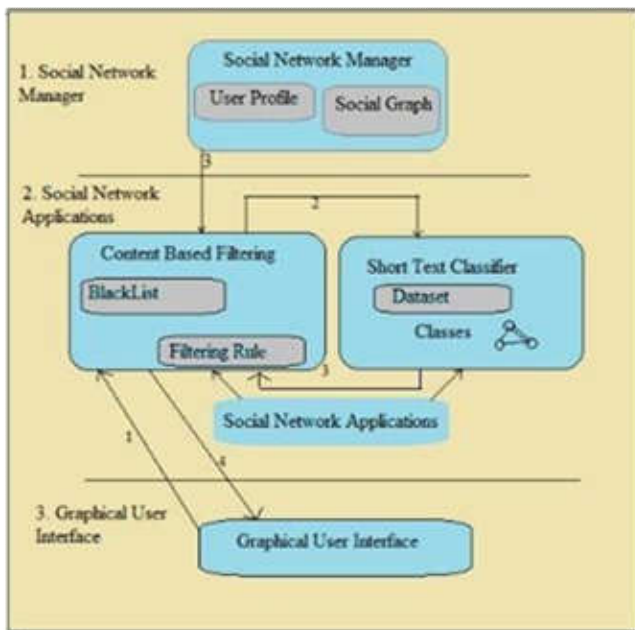 1. Social Network
Manager
Social Network Manager
User Profile
Social Graph
3
2. Social Network
Applications
2
Content Based Filtering
BlackList
Filtering Rule
Short Text Classifier
Dataset
Classes
3
Social Network Applications
1
4
3. Graphical User
Interface
Graphical User Interface